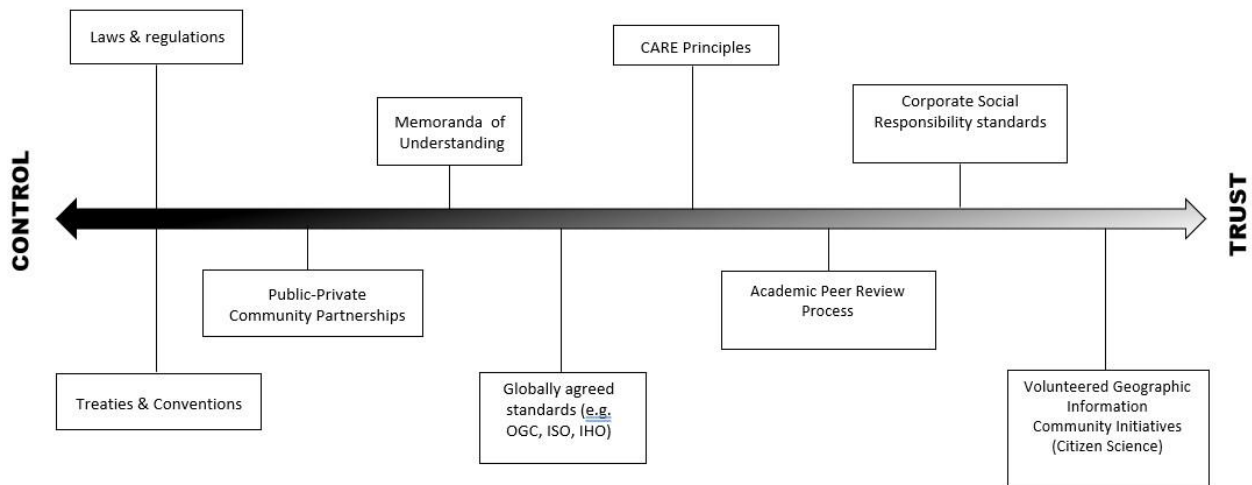 Laws & regulations
CARE Principles
Corporate Social
Responsibility standards
Memoranda of
Understanding
CONTROL
TRUST
Public-Private
Community Partnerships
Academic Peer Review
Process
Treaties & Conventions
Globally agreed
standards (e.g.
OGC, ISO, IHO)
Volunteered Geographic
Information
Community Initiatives
(Citizen Science)